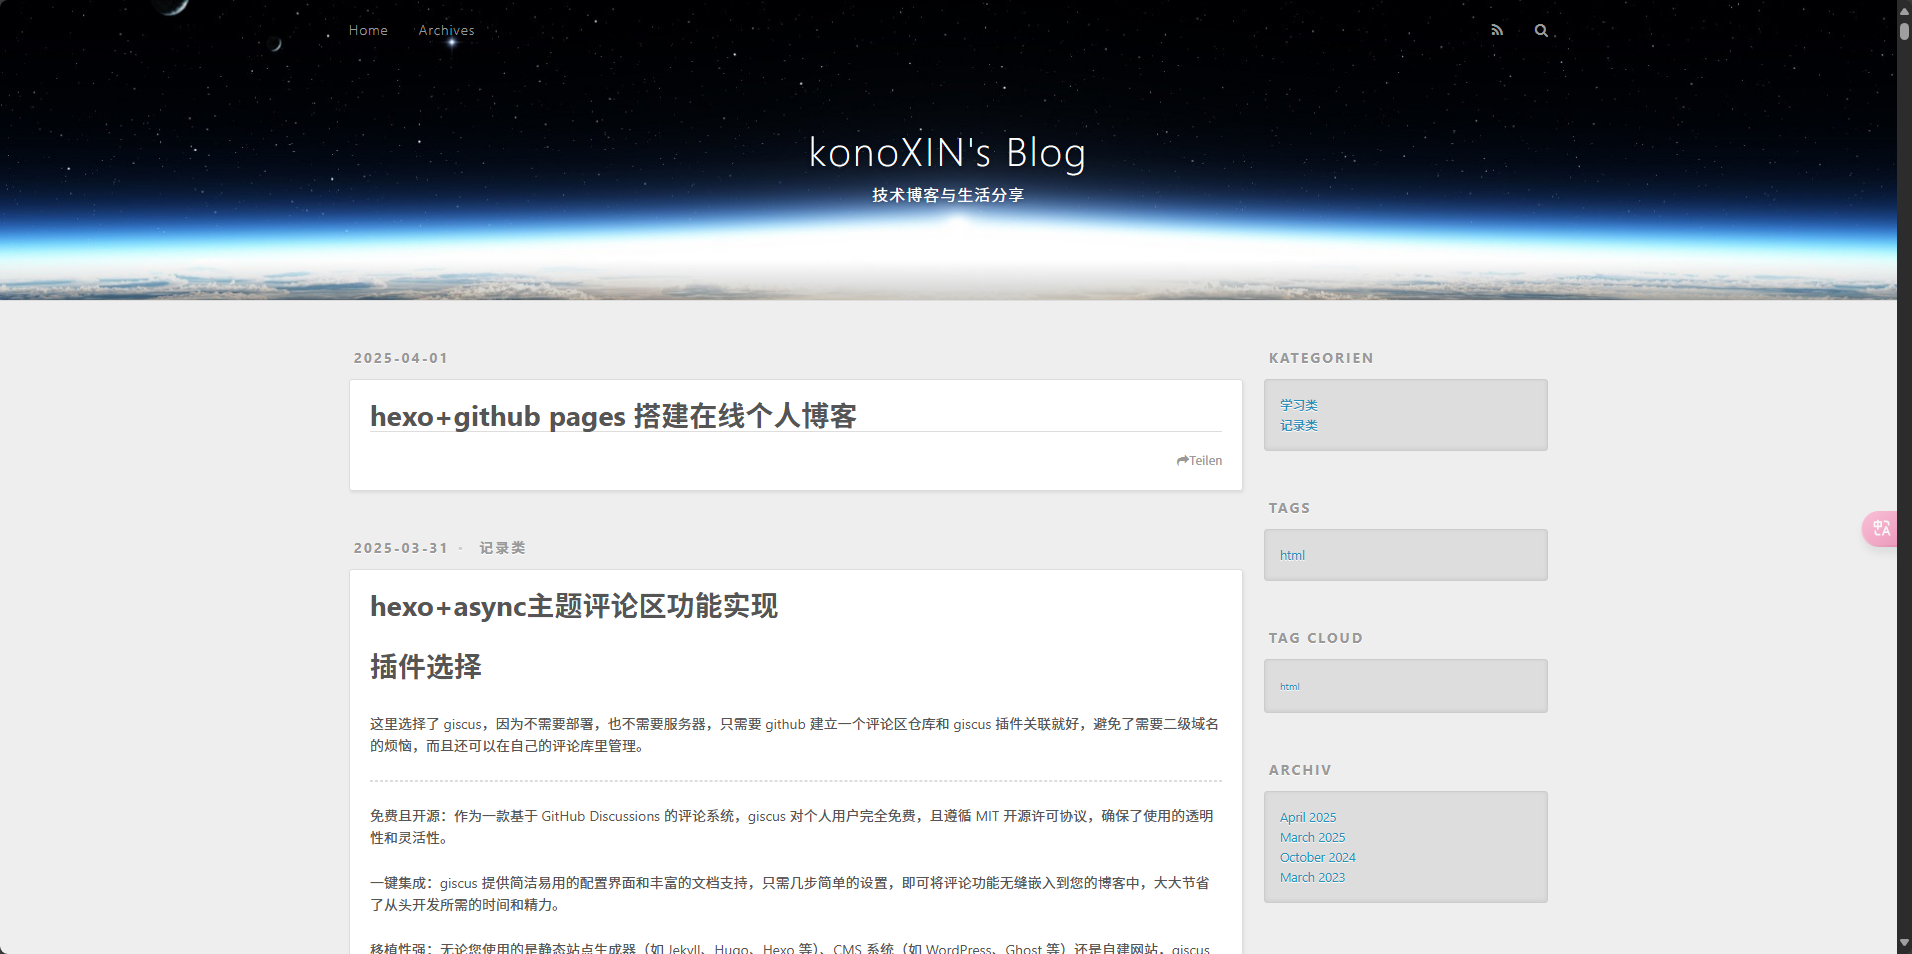 Home Archives
konoXIN's Blog
技术博客与生活分享
2025-04-01
hexo+github pages 搭建在线个人博客
Teilen
2025-03-31 • 记录类
hexo+async主题评论区功能实现
插件选择
这里选择了 giscus，因为不需要部署，也不需要服务器，只需要 github 建立一个评论区仓库和 giscus 插件关联就好，避免了需要二级域名
的烦恼，而且还可以在自己的评论库里管理。
免费且开源：作为一款基于 GitHub Discussions 的评论系统，giscus 对个人用户完全免费，且遵循 MIT 开源许可协议，确保了使用的透明
性和灵活性。
一键集成：giscus 提供简洁易用的配置界面和丰富的文档支持，只需几步简单的设置，即可将评论功能无缝嵌入到您的博客中，大大节省
了从头开发所需的时间和精力。
移植性强：无论您使用的是静态站点生成器（如 Jekyll、Hugo、Hexo 等）、CMS 系统（如 WordPress、Ghost 等）还是自建网站，giscus
KATEGORIEN
学习类
记录类
TAGS
html
TAG CLOUD
html
ARCHIV
April 2025
March 2025
October 2024
March 2023